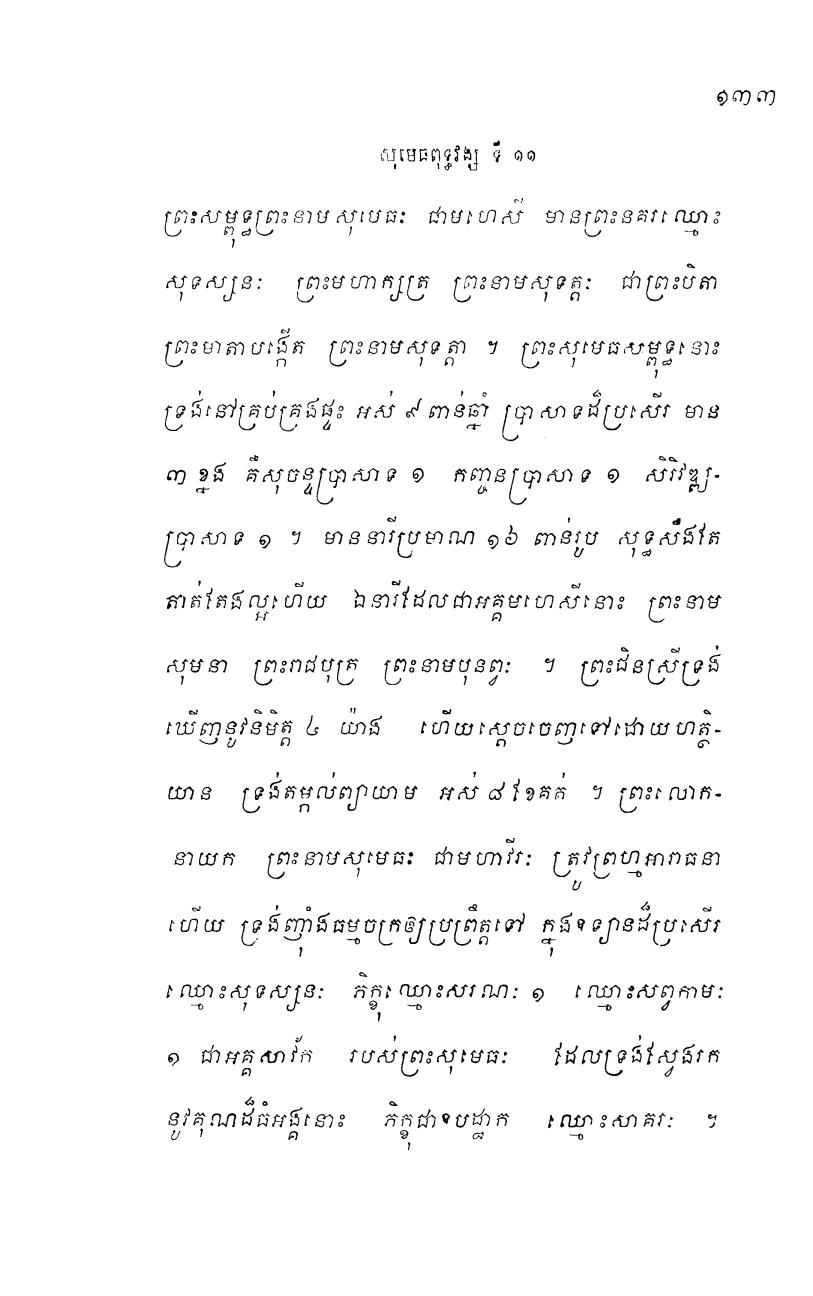 ១៣៣
សុមេធពុទ្ធវង្ស ទី ១១
ព្រះសម្ពុទ្ធព្រះនាមសុមេធៈ ជាមហេសី មានព្រះនគរឈ្មោះ
សុទស្សនៈ ព្រះមហាក្សត្រ ព្រះនាមសុទត្តៈ ជាព្រះបិតា
ព្រះមាតាបង្កើត ព្រះនាមសុទត្តា ។ ព្រះសុមេធសម្ពុទ្ធនោះ
ទ្រង់នៅគ្រប់គ្រងផ្ទះ អស់ ៩ ពាន់ឆ្នាំ ប្រាសាទដ៏ប្រសើរ មាន
៣ ខ្នង គឺសុចន្ទប្រាសាទ ១ កញ្ចនប្រាសាទ ១ សិរិវឌ្ឍ-
ប្រាសាទ ១ ។ មាននារីប្រមាណ ១៦ ពាន់រូប សុទ្ធសឹងតែ
តាត់តែងល្អហើយ ឯនារីដែលជាអគ្គមហេសីនោះ ព្រះនាម
សុមនា ព្រះរាជបុត្រ ព្រះនាមបុនព្វៈ ។ ព្រះជិនស្រីទ្រង់
ឃើញនូវនិមិត្ត ៤ យ៉ាង ហើយស្តេចចេញទៅដោយហត្ថិ-
យាន ទ្រង់តម្កល់ព្យាយាម អស់ ៨ ខែគត់ ។ ព្រះលោក-
នាយក ព្រះនាមសុមេធៈ ជាមហាវីរៈ ត្រូវព្រហ្មអារាធនា
ហើយ ទ្រង់ញ៉ាំងធម្មចក្រឲ្យប្រព្រឹត្តទៅ ក្នុងឧទ្យានដ៏ប្រសើរ
ឈ្មោះសុទស្សនៈ ភិក្ខុឈ្មោះសរណៈ ១ ឈ្មោះសព្វកាមៈ
១ ជាអគ្គសាវ័ក របស់ព្រះសុមេធៈ ដែលទ្រង់ស្វែងរក
នូវគុណដ៏ធំអង្គនោះ ភិក្ខុជាឧបដ្ឋាក ឈ្មោះសាគរៈ ។